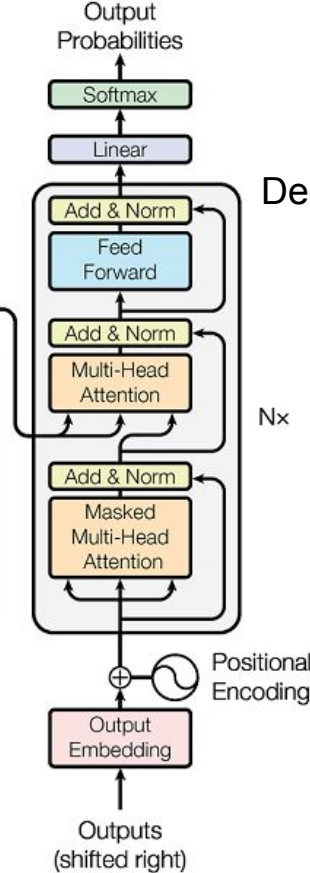 Output
Probabilities
Softmax
Linear
De
Add & Norm
Feed
Forward
Add & Norm
Multi-Head
Attention
N×
Add & Norm
Masked
Multi-Head
Attention
Positional
Encoding
Output
Embedding
Outputs
(shifted right)